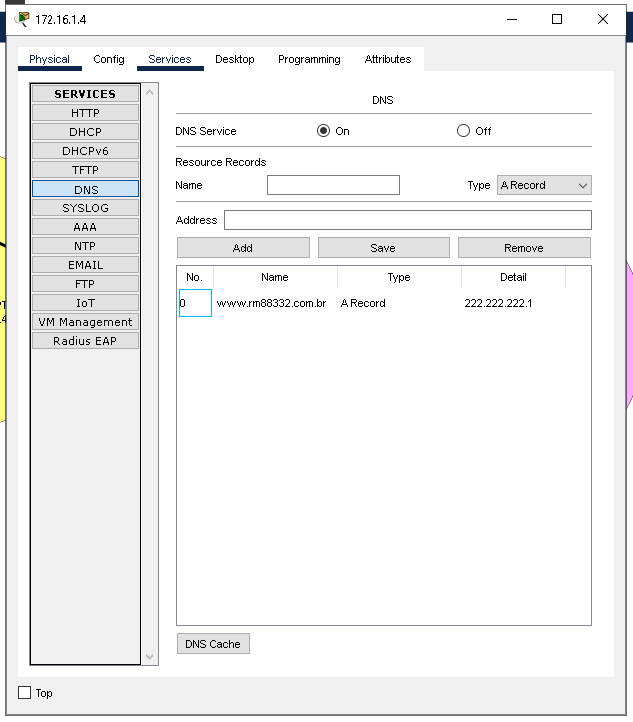 172.16.1.4
Physical Config Services Desktop Programming Attributes
SERVICES
HTTP
DHCP
DHCPv6
TFTP
DNS
SYSLOG
AAA
NTP
EMAIL
FTP
IoT
VM Management
Radius EAP
DNS
DNS Service On Off
Resource Records
Name Type A Record
Address
Add Save Remove
No. Name Type Detail
0 www.rm88332.com.br A Record 222.222.222.1
DNS Cache
Top